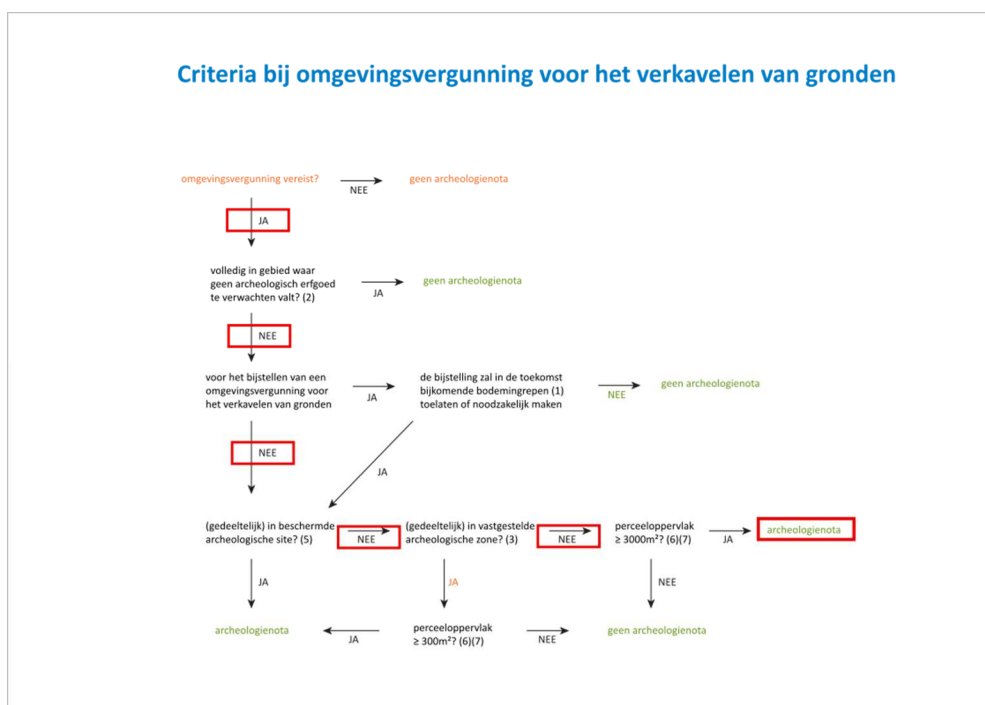 Criteria bij omgevingsvergunning voor het verkavelen van gronden
omgevingsvergunning vereist?
NEE
geen archeologienota
JA
volledig in gebied waar
geen archeologisch erfgoed
te verwachten valt? (2)
JA
geen archeologienota
NEE
voor het bijstellen van een
omgevingsvergunning voor
het verkavelen van gronden
JA
de bijstelling zal in de toekomst
bijkomende bodemingrepen (1)
toelaten of noodzakelijk maken
NEE
geen archeologienota
NEE
JA
(gedeeltelijk) in beschermde
archeologische site? (5)
NEE
(gedeeltelijk) in vastgestelde
archeologische zone? (3)
NEE
perceeloppervlak
≥ 3000m²? (6)(7)
JA
archeologienota
JA
JA
NEE
archeologienota
JA
perceeloppervlak
≥ 300m²? (6)(7)
NEE
geen archeologienota